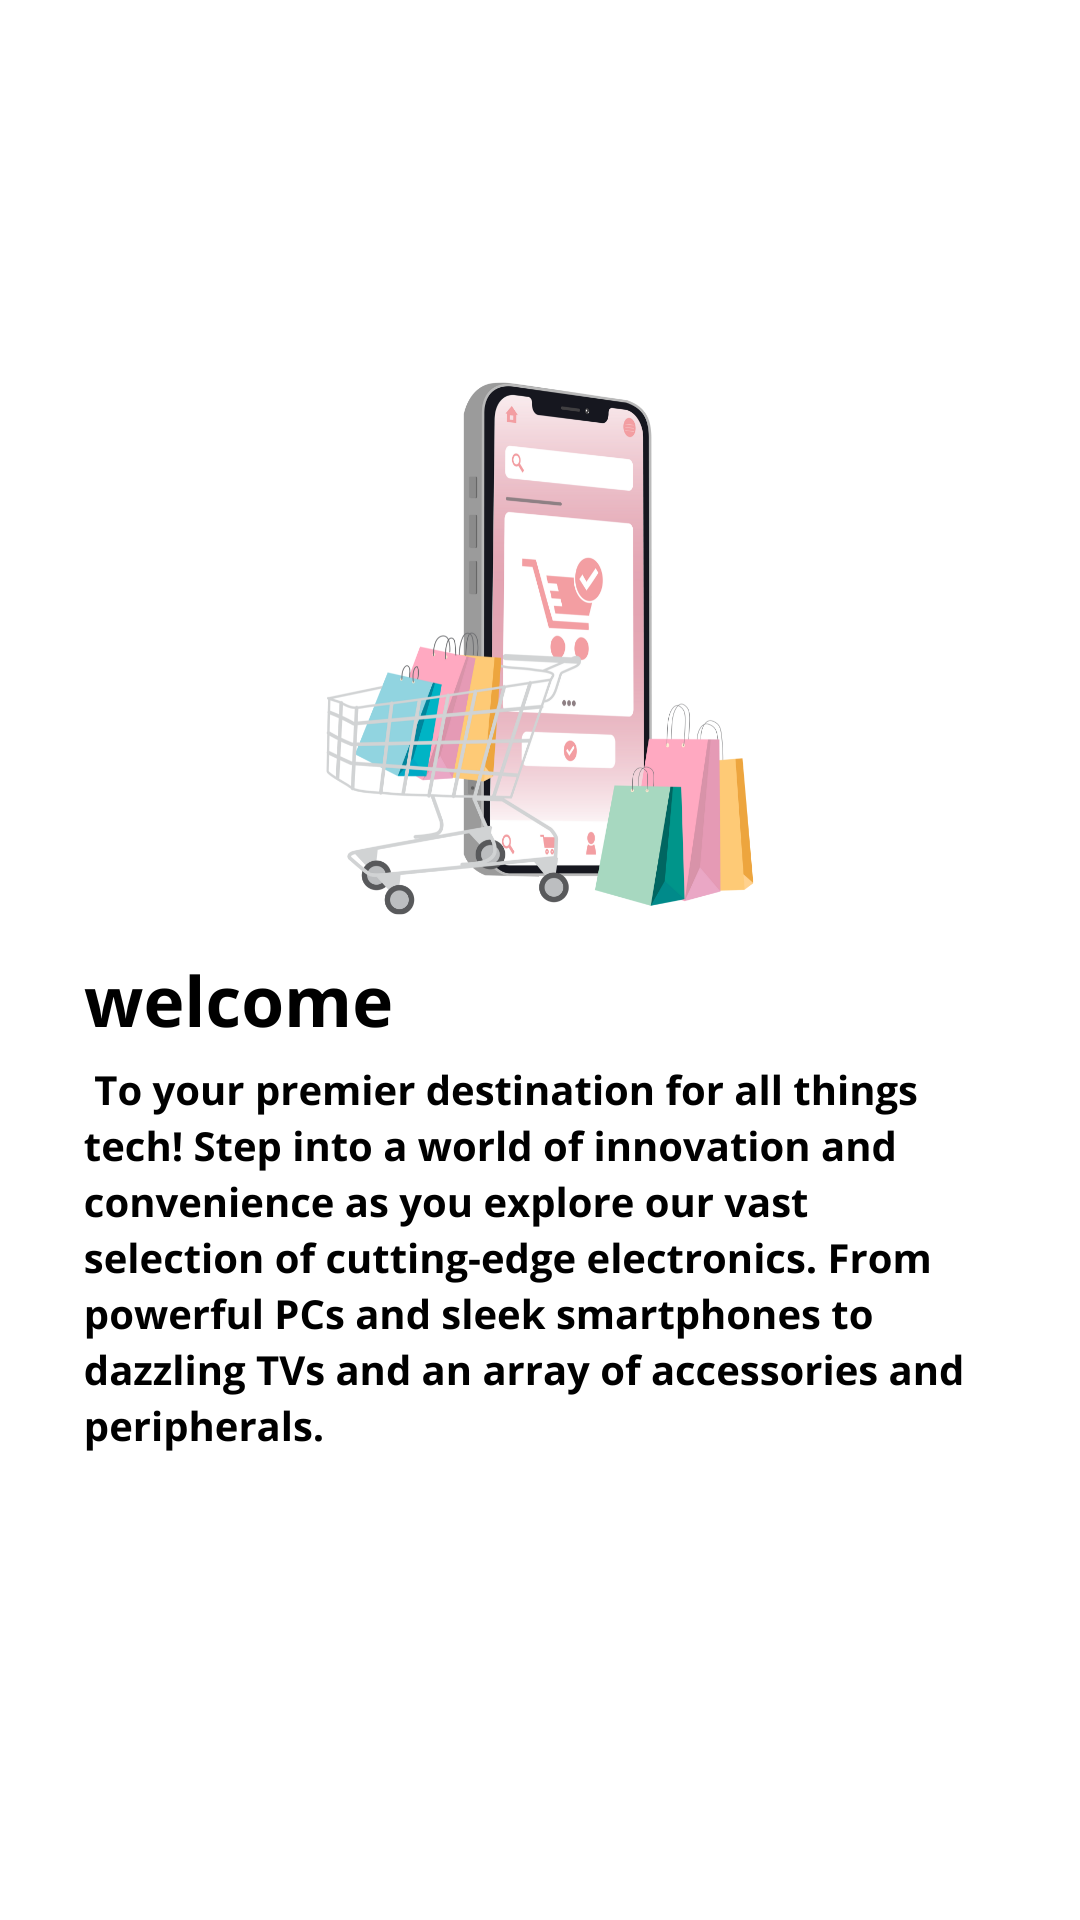 welcome
To your premier destination for all things
tech! Step into a world of innovation and
convenience as you explore our vast
selection of cutting-edge electronics. From
powerful PCs and sleek smartphones to
dazzling TVs and an array of accessories and
peripherals.